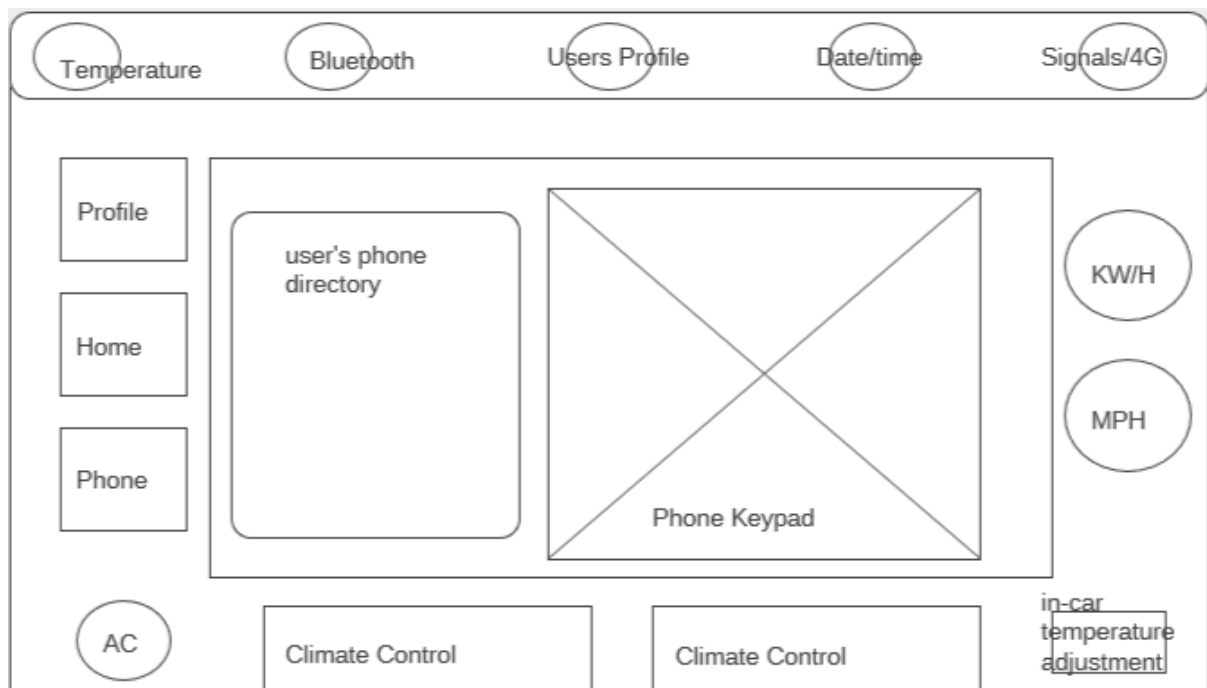 Temperature
Bluetooth
Users Profile
Date/time
Signals/4G
Profile
user's phone
directory
KW/H
Home
MPH
Phone
Phone Keypad
AC
Climate Control
Climate Control
in-car
temperature
adjustment